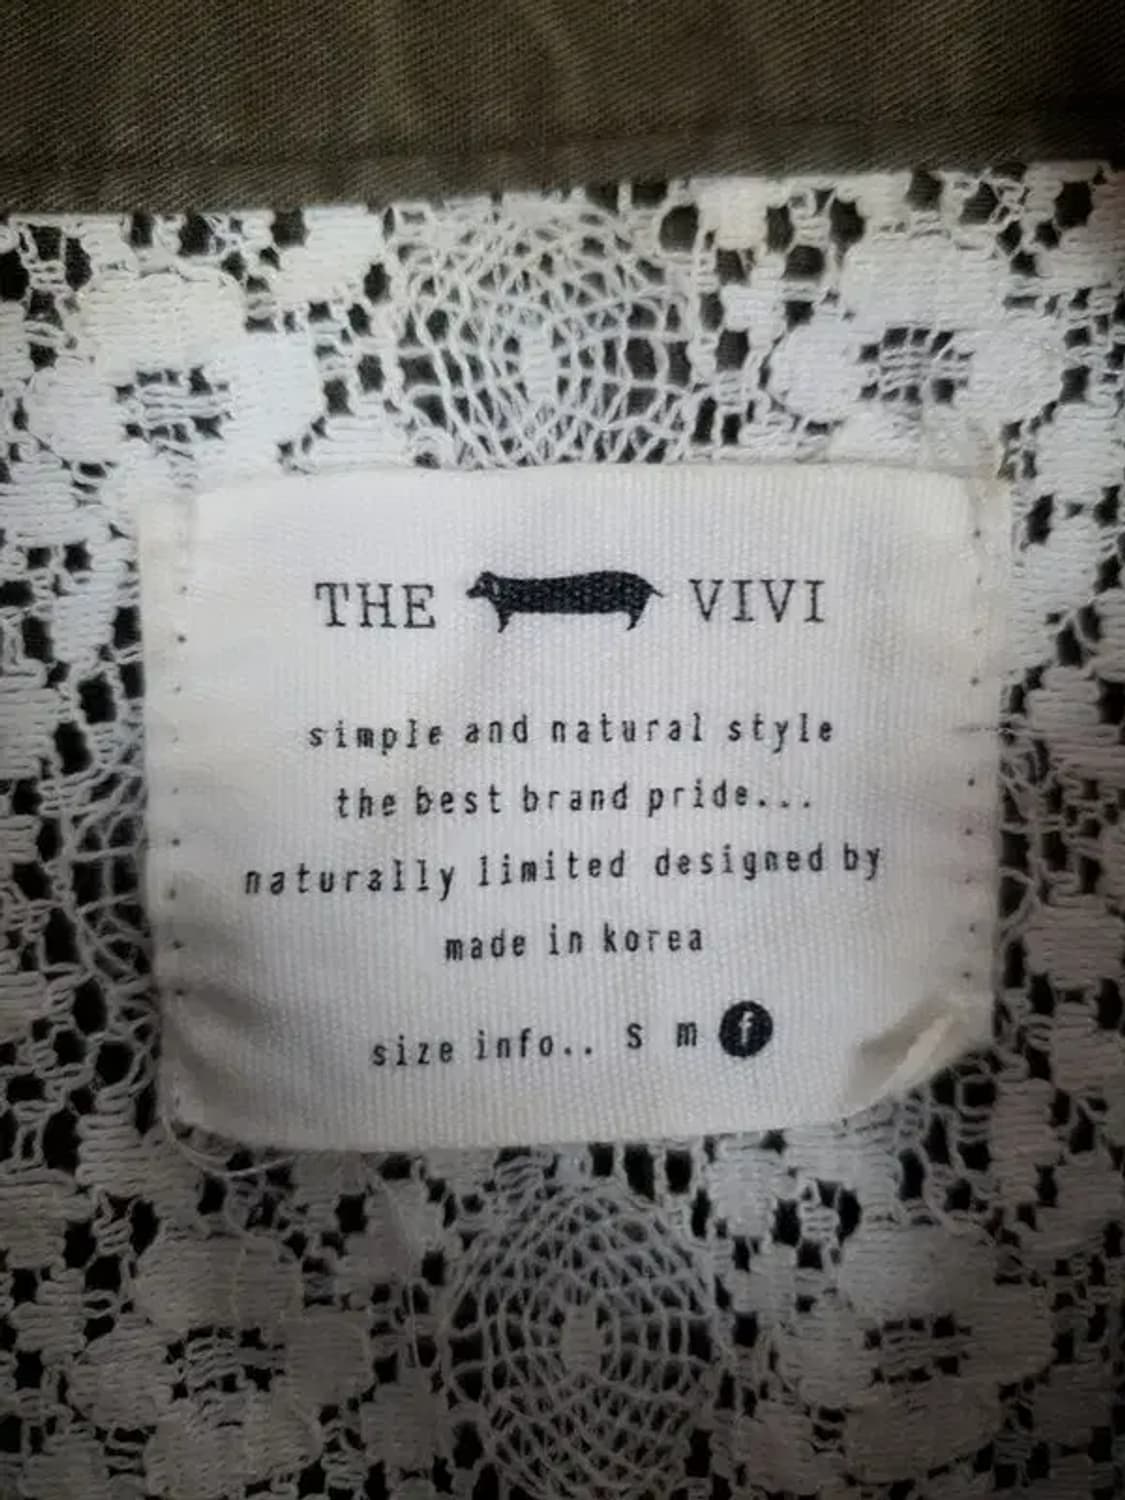 THE VIVI
simple and natural style
the best brand pride...
naturally limited designed by
made in korea
size info.. s m f